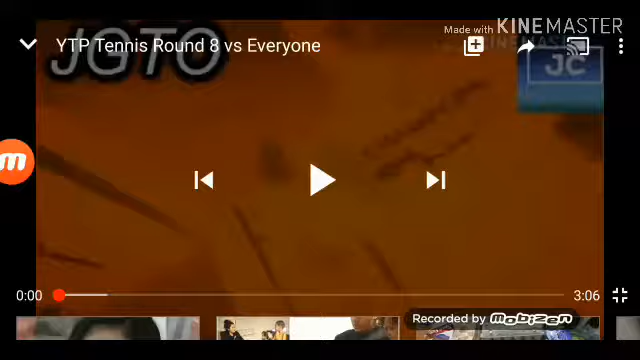 Made with KINEMASTER
YTP Tennis Round 8 vs Everyone
JGTO
JC
m
0:00
3:06
Recorded by mobizen